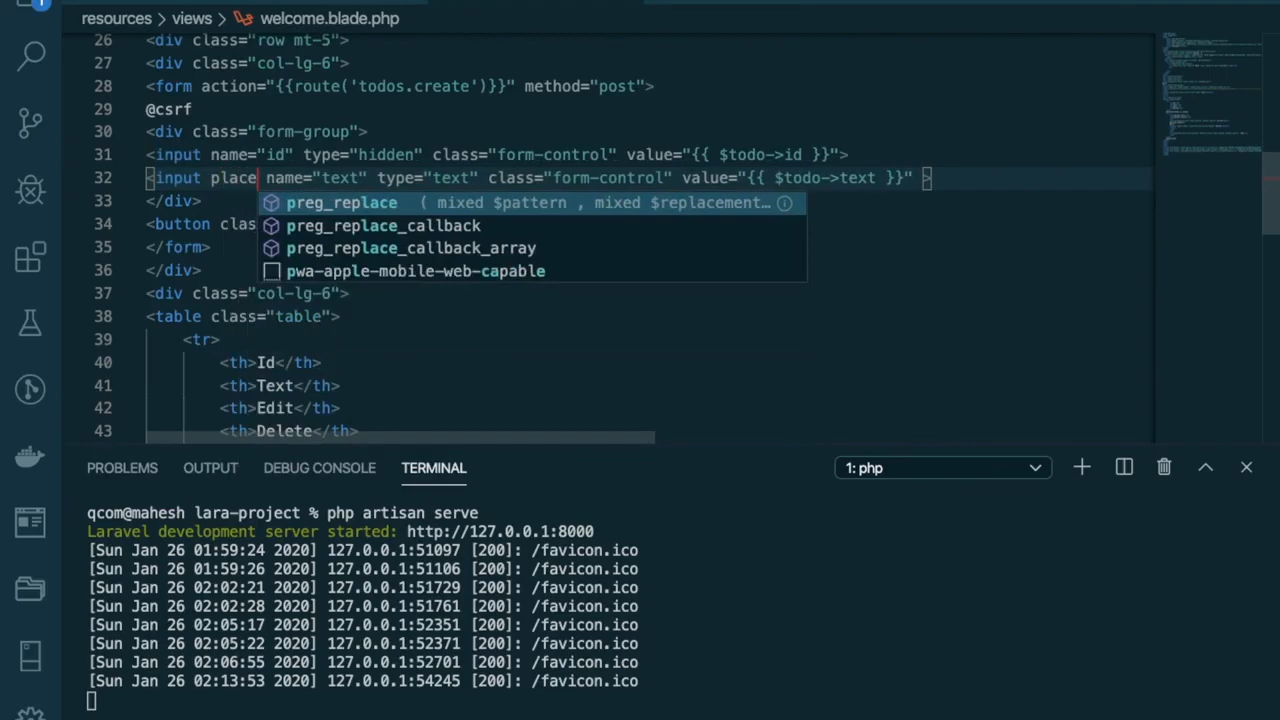 1
resources > views > welcome.blade.php
26 <div class="row mt-5">
27 <div class="col-lg-6">
28 <form action="{{route('todos.create')}}" method="post">
29 @csrf
30 <div class="form-group">
31 <input name="id" type="hidden" class="form-control" value="{{ $todo->id }}">
32 <input place name="text" type="text" class="form-control" value="{{ $todo->text }}" >
33 </div>
preg_replace ( mixed $pattern , mixed $replacement…
34 <button clas
preg_replace_callback
35 </form>
preg_replace_callback_array
36 </div>
pwa-apple-mobile-web-capable
37 <div class="col-lg-6">
38 <table class="table">
39 <tr>
40 <th>Id</th>
41 <th>Text</th>
42 <th>Edit</th>
43 <th>Delete</th>
PROBLEMS OUTPUT DEBUG CONSOLE TERMINAL 1: php
qcom@mahesh lara-project % php artisan serve
Laravel development server started: http://127.0.0.1:8000
[Sun Jan 26 01:59:24 2020] 127.0.0.1:51097 [200]: /favicon.ico
[Sun Jan 26 01:59:26 2020] 127.0.0.1:51106 [200]: /favicon.ico
[Sun Jan 26 02:02:21 2020] 127.0.0.1:51729 [200]: /favicon.ico
[Sun Jan 26 02:02:28 2020] 127.0.0.1:51761 [200]: /favicon.ico
[Sun Jan 26 02:05:17 2020] 127.0.0.1:52351 [200]: /favicon.ico
[Sun Jan 26 02:05:22 2020] 127.0.0.1:52371 [200]: /favicon.ico
[Sun Jan 26 02:06:55 2020] 127.0.0.1:52701 [200]: /favicon.ico
[Sun Jan 26 02:13:53 2020] 127.0.0.1:54245 [200]: /favicon.ico